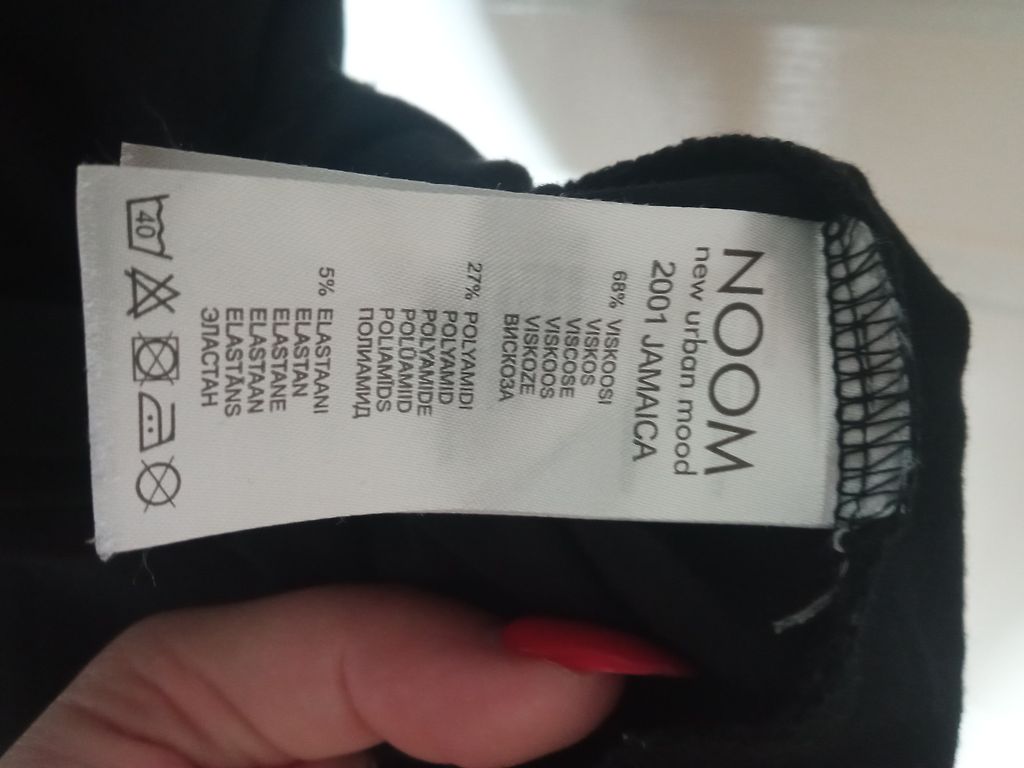 NOOM
new urban mood
2001 JAMAICA
68% VISKOOSI
VISKOS
VISCOSE
VISKOOS
VISKOZE
ВИСКОЗА
27% POLYAMIDI
POLYAMID
POLYAMIDE
POLÜAMIID
POLIAMĪDS
ПОЛИАМИД
5% ELASTAANI
ELASTAN
ELASTANE
ELASTAAN
ELASTĀNS
ЭЛАСТАН
40